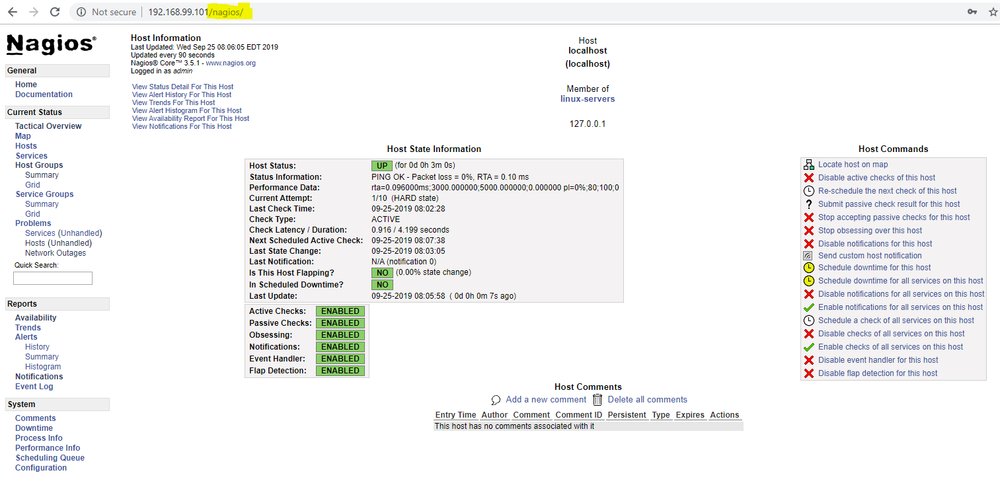 Not secure | 192.168.99.101/nagios/
Nagios®
General
Home
Documentation
Current Status
Tactical Overview
Map
Hosts
Services
Host Groups
Summary
Grid
Service Groups
Summary
Grid
Problems
Services (Unhandled)
Hosts (Unhandled)
Network Outages
Quick Search:
Reports
Availability
Trends
Alerts
History
Summary
Histogram
Notifications
Event Log
System
Comments
Downtime
Process Info
Performance Info
Scheduling Queue
Configuration
Host Information
Last Updated: Wed Sep 25 08:06:05 EDT 2019
Updated every 90 seconds
Nagios® Core™ 3.5.1 - www.nagios.org
Logged in as admin
View Status Detail For This Host
View Alert History For This Host
View Trends For This Host
View Alert Histogram For This Host
View Availability Report For This Host
View Notifications For This Host
Host
localhost
(localhost)
Member of
linux-servers
127.0.0.1
Host State Information
Host Status: UP (for 0d 0h 3m 0s)
Status Information: PING OK - Packet loss = 0%, RTA = 0.10 ms
Performance Data: rta=0.096000ms;3000.000000;5000.000000;0.000000 pl=0%;80;100;0
Current Attempt: 1/10 (HARD state)
Last Check Time: 09-25-2019 08:02:28
Check Type: ACTIVE
Check Latency / Duration: 0.916 / 4.199 seconds
Next Scheduled Active Check: 09-25-2019 08:07:38
Last State Change: 09-25-2019 08:03:05
Last Notification: N/A (notification 0)
Is This Host Flapping? NO (0.00% state change)
In Scheduled Downtime? NO
Last Update: 09-25-2019 08:05:58 ( 0d 0h 0m 7s ago)
Active Checks: ENABLED
Passive Checks: ENABLED
Obsessing: ENABLED
Notifications: ENABLED
Event Handler: ENABLED
Flap Detection: ENABLED
Host Commands
Locate host on map
Disable active checks of this host
Re-schedule the next check of this host
Submit passive check result for this host
Stop accepting passive checks for this host
Stop obsessing over this host
Disable notifications for this host
Send custom host notification
Schedule downtime for this host
Schedule downtime for all services on this host
Disable notifications for all services on this host
Enable notifications for all services on this host
Schedule a check of all services on this host
Disable checks of all services on this host
Enable checks of all services on this host
Disable event handler for this host
Disable flap detection for this host
Host Comments
Add a new comment Delete all comments
Entry Time Author Comment Comment ID Persistent Type Expires Actions
This host has no comments associated with it